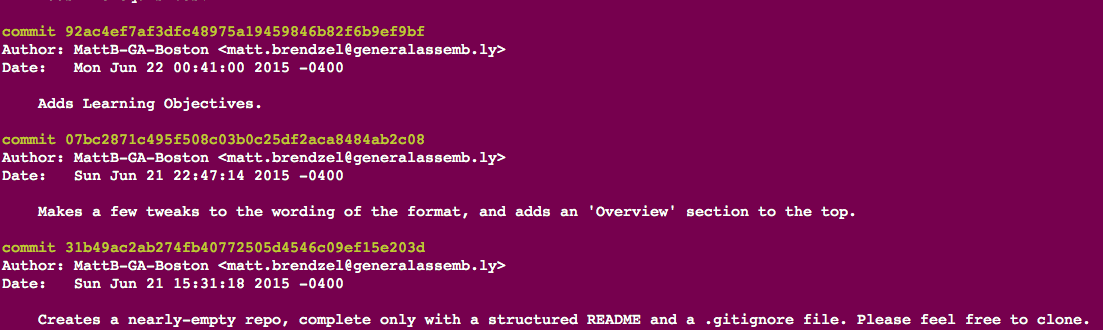 commit 92ac4ef7af3dfc48975a19459846b82f6b9ef9bf
Author: MattB-GA-Boston <matt.brendzel@generalassemb.ly>
Date:   Mon Jun 22 00:41:00 2015 -0400
Adds Learning Objectives.
commit 07bc2871c495f508c03b0c25df2aca8484ab2c08
Author: MattB-GA-Boston <matt.brendzel@generalassemb.ly>
Date:   Sun Jun 21 22:47:14 2015 -0400
Makes a few tweaks to the wording of the format, and adds an 'Overview' section to the top.
commit 31b49ac2ab274fb40772505d4546c09ef15e203d
Author: MattB-GA-Boston <matt.brendzel@generalassemb.ly>
Date:   Sun Jun 21 15:31:18 2015 -0400
Creates a nearly-empty repo, complete only with a structured README and a .gitignore file. Please feel free to clone.